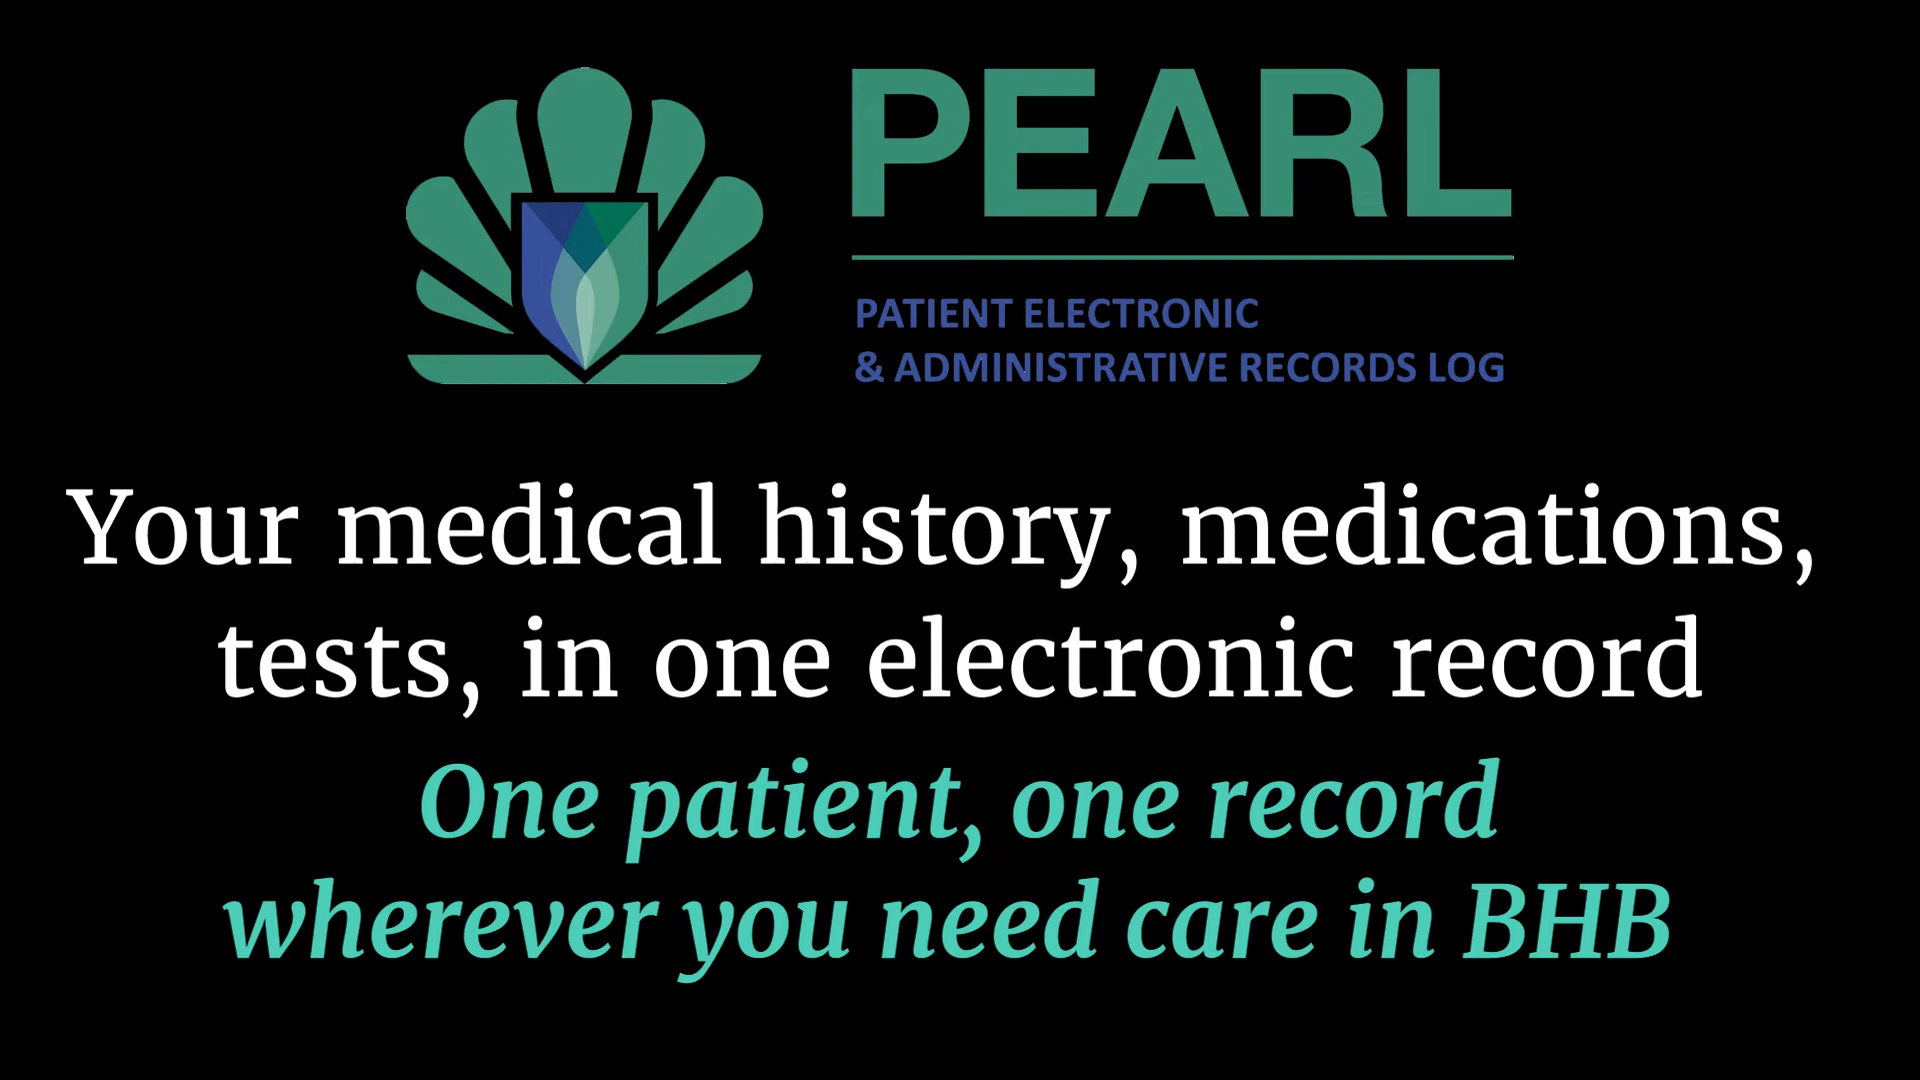 PEARL
PATIENT ELECTRONIC
& ADMINISTRATIVE RECORDS LOG
Your medical history, medications,
tests, in one electronic record
One patient, one record
wherever you need care in BHB